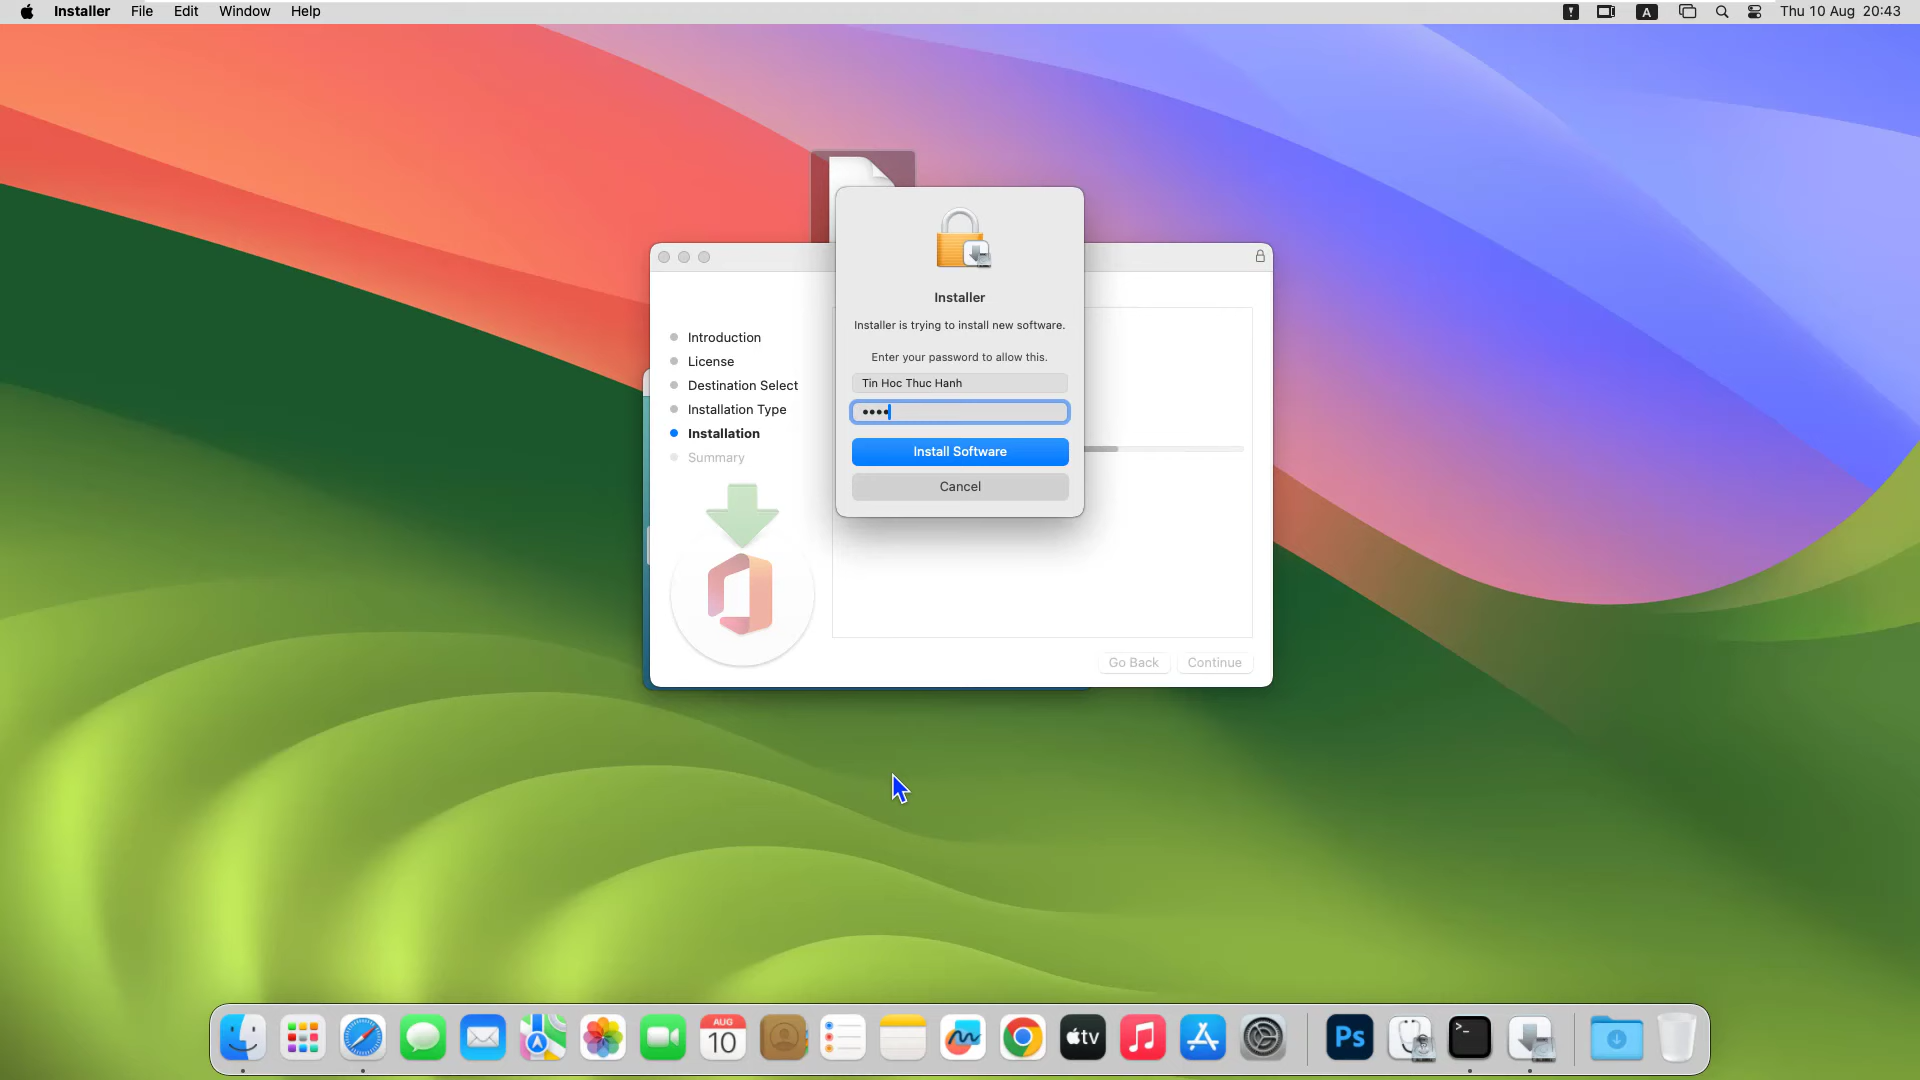 Installer File Edit Window Help A Thu 10 Aug 20:43
Installer
Installer is trying to install new software.
Enter your password to allow this.
Tin Hoc Thuc Hanh
••••
Install Software
Cancel
Introduction
License
Destination Select
Installation Type
Installation
Summary
Go Back Continue
AUG
10
tv
Ps
>_